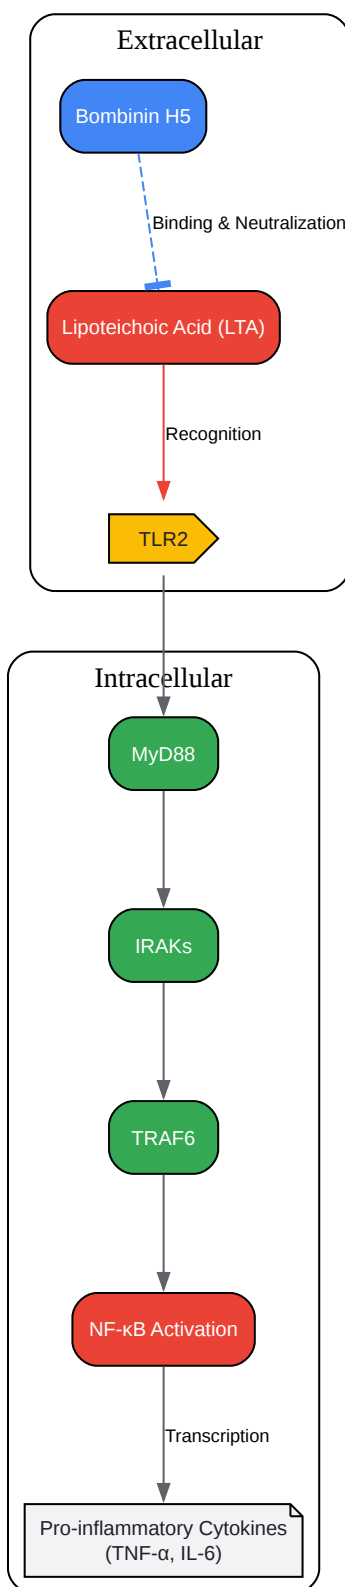 Extracellular
Bombinin H5
Binding & Neutralization
Lipoteichoic Acid (LTA)
Recognition
TLR2
Intracellular
MyD88
IRAKs
TRAF6
NF-κB Activation
Transcription
Pro-inflammatory Cytokines
(TNF-α, IL-6)